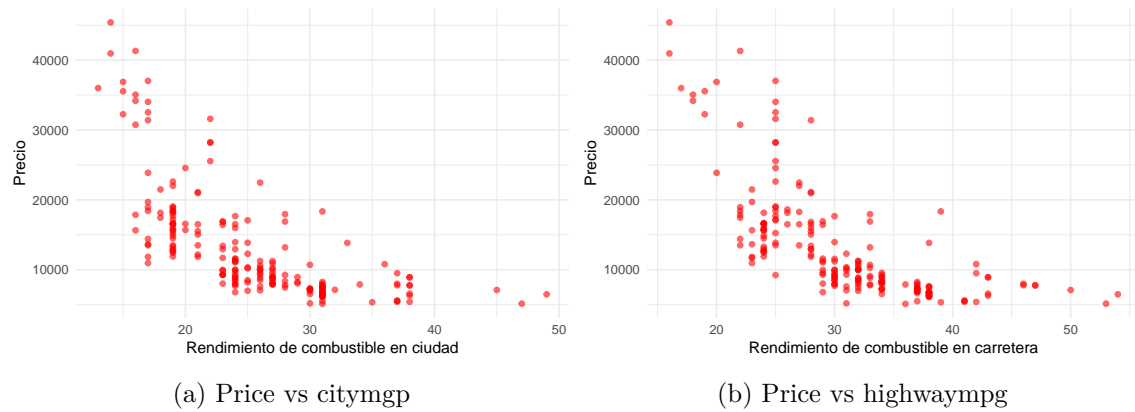 40000
30000
20000
10000
Precio
20
30
40
50
Rendimiento de combustible en ciudad
(a) Price vs citymgp
40000
30000
20000
10000
Precio
20
30
40
50
Rendimiento de combustible en carretera
(b) Price vs highwaympg